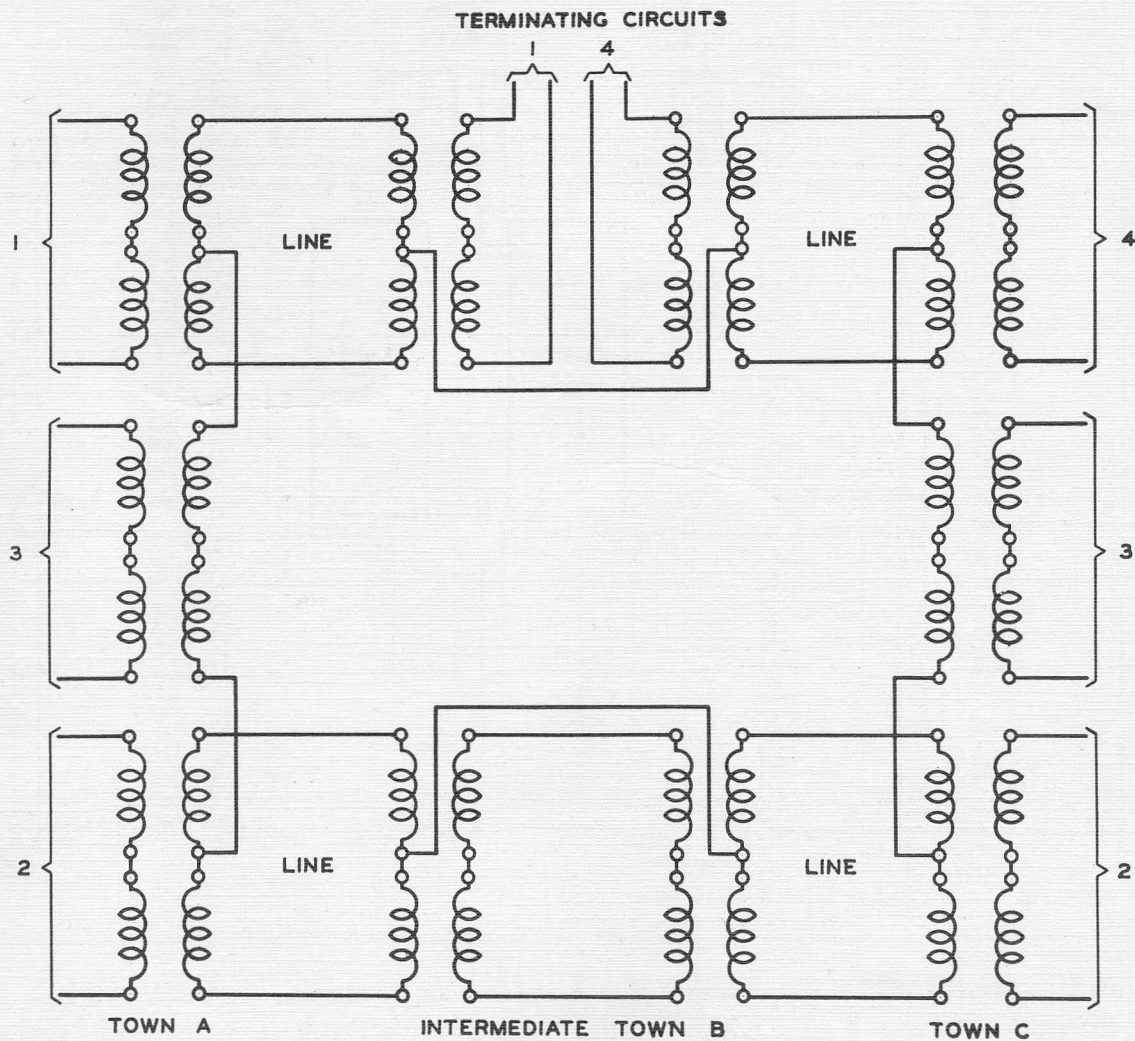 TERMINATING CIRCUITS
1 4
1 LINE LINE 4
3 3
2 LINE LINE 2
TOWN A INTERMEDIATE TOWN B TOWN C